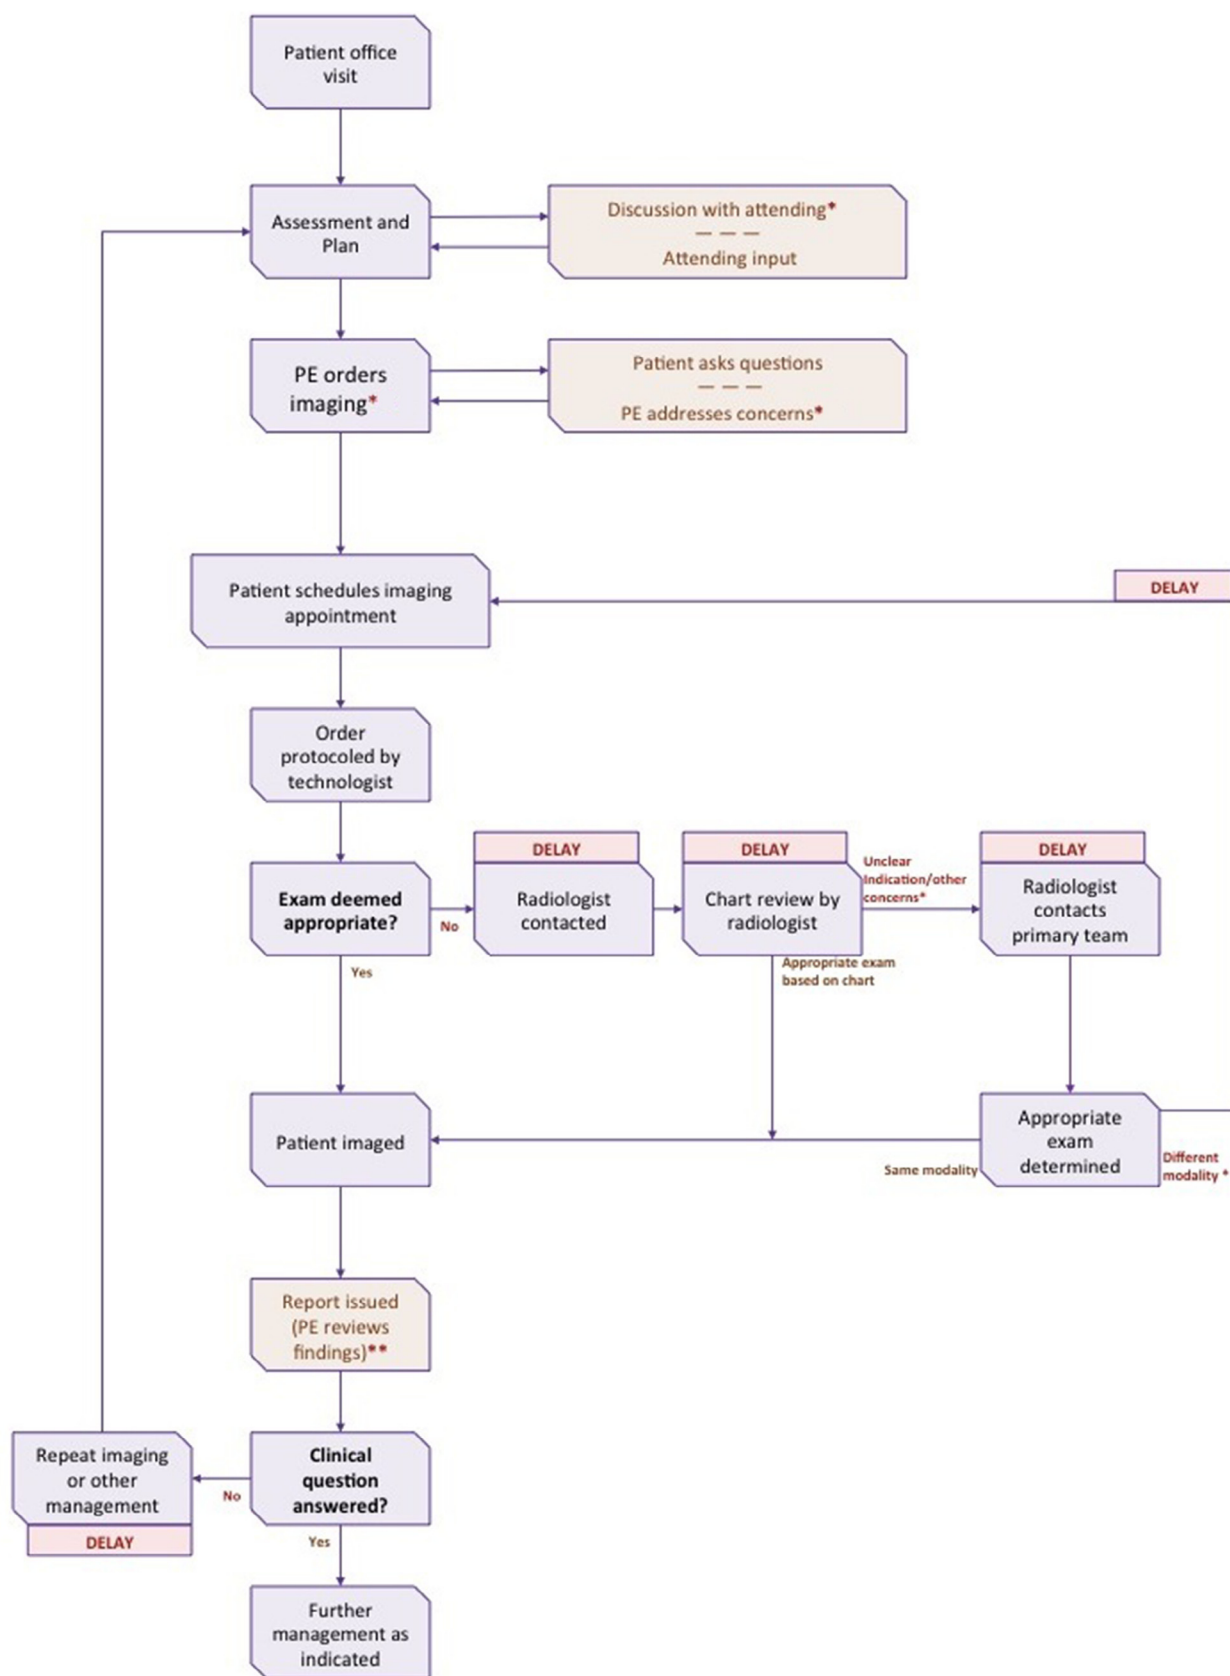 Patient office
visit
Assessment and
Plan
Discussion with attending*
— — —
Attending input
PE orders
imaging*
Patient asks questions
— — —
PE addresses concerns*
Patient schedules imaging
appointment
DELAY
Order
protocoled by
technologist
Exam deemed
appropriate?
No
Yes
DELAY
Radiologist
contacted
DELAY
Chart review by
radiologist
Unclear
Indication/other
concerns*
Appropriate exam
based on chart
DELAY
Radiologist
contacts
primary team
Patient imaged
Same modality
Appropriate
exam
determined
Different
modality *
Report issued
(PE reviews
findings)**
Clinical
question
answered?
No
Yes
Repeat imaging
or other
management
DELAY
Further
management as
indicated